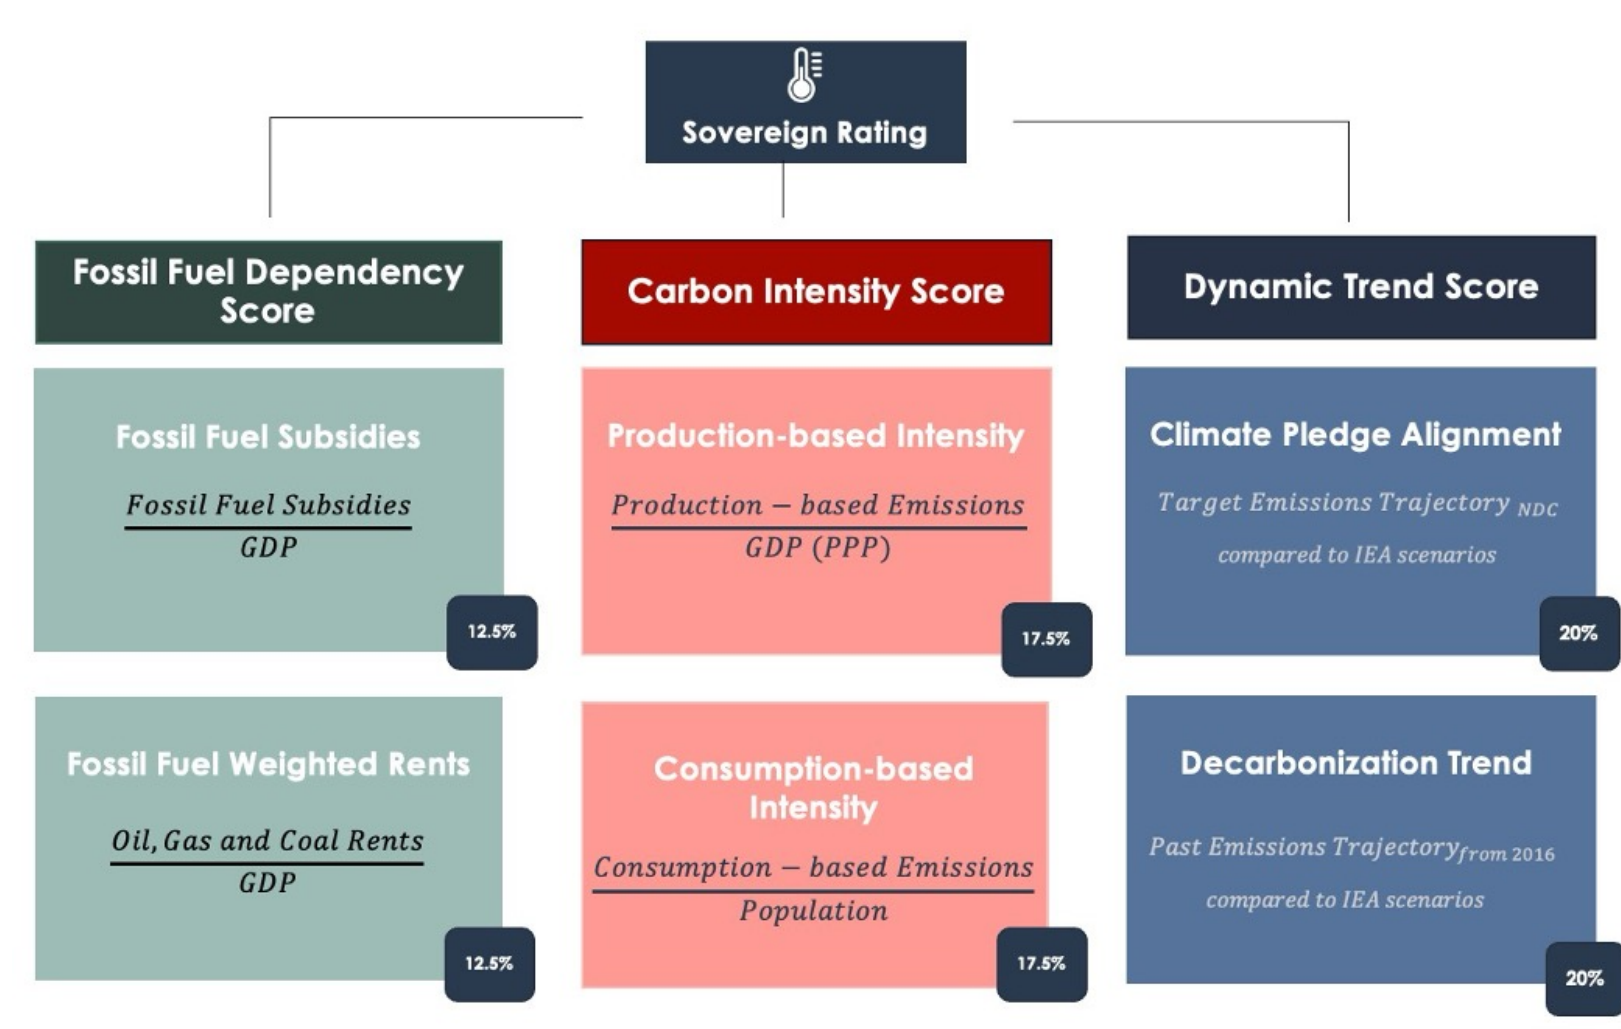 Sovereign Rating
Fossil Fuel Dependency
Score
Fossil Fuel Subsidies
Fossil Fuel Subsidies
GDP
12.5%
Fossil Fuel Weighted Rents
Oil, Gas and Coal Rents
GDP
12.5%
Carbon Intensity Score
Production-based Intensity
Production − based Emissions
GDP (PPP)
17.5%
Consumption-based
Intensity
Consumption − based Emissions
Population
17.5%
Dynamic Trend Score
Climate Pledge Alignment
Target Emissions Trajectory NDC
compared to IEA scenarios
20%
Decarbonization Trend
Past Emissions Trajectory from 2016
compared to IEA scenarios
20%